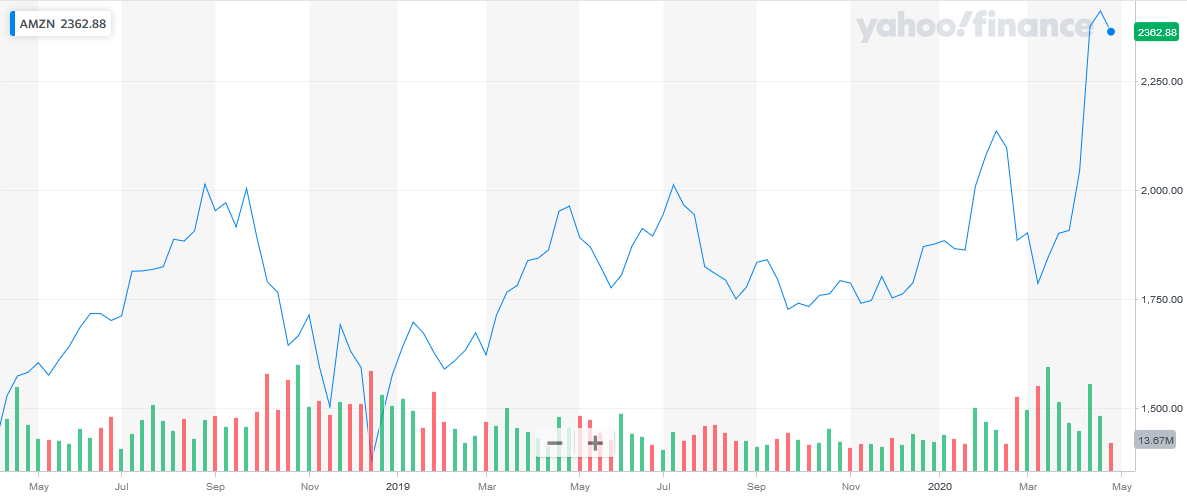 AMZN 2362.88
yahoo!finance
2362.88
2,250.00
2,000.00
1,750.00
1,500.00
13.67M
May Jul Sep Nov 2019 Mar May Jul Sep Nov 2020 Mar May